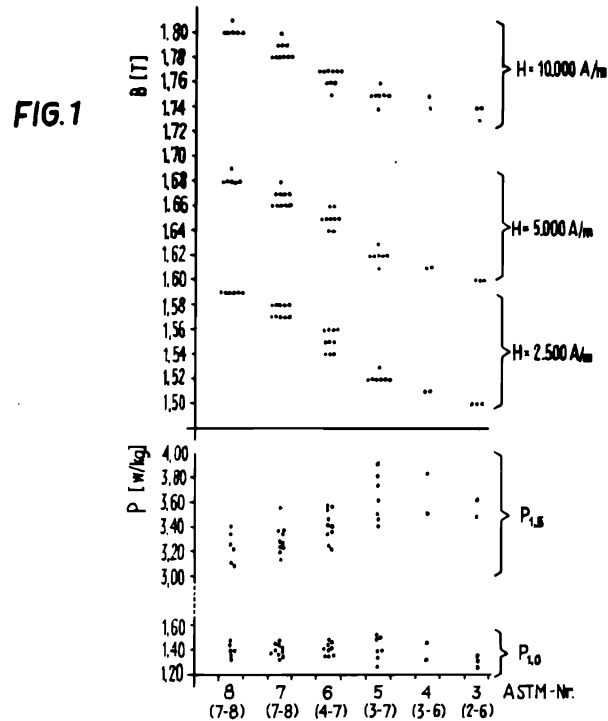 FIG.1
B [T]
1,80
1,78
1,76
1,74
1,72
1,70
1,68
1,66
1,64
1,62
1,60
1,58
1,56
1,54
1,52
1,50
H = 10.000 A/m
H = 5.000 A/m
H = 2.500 A/m
P [w/kg]
4,00
3,80
3,60
3,40
3,20
3,00
1,60
1,40
1,20
P1,5
P1,0
8 7 6 5 4 3 ASTM-Nr.
(7-8) (7-8) (4-7) (3-7) (3-6) (2-6)